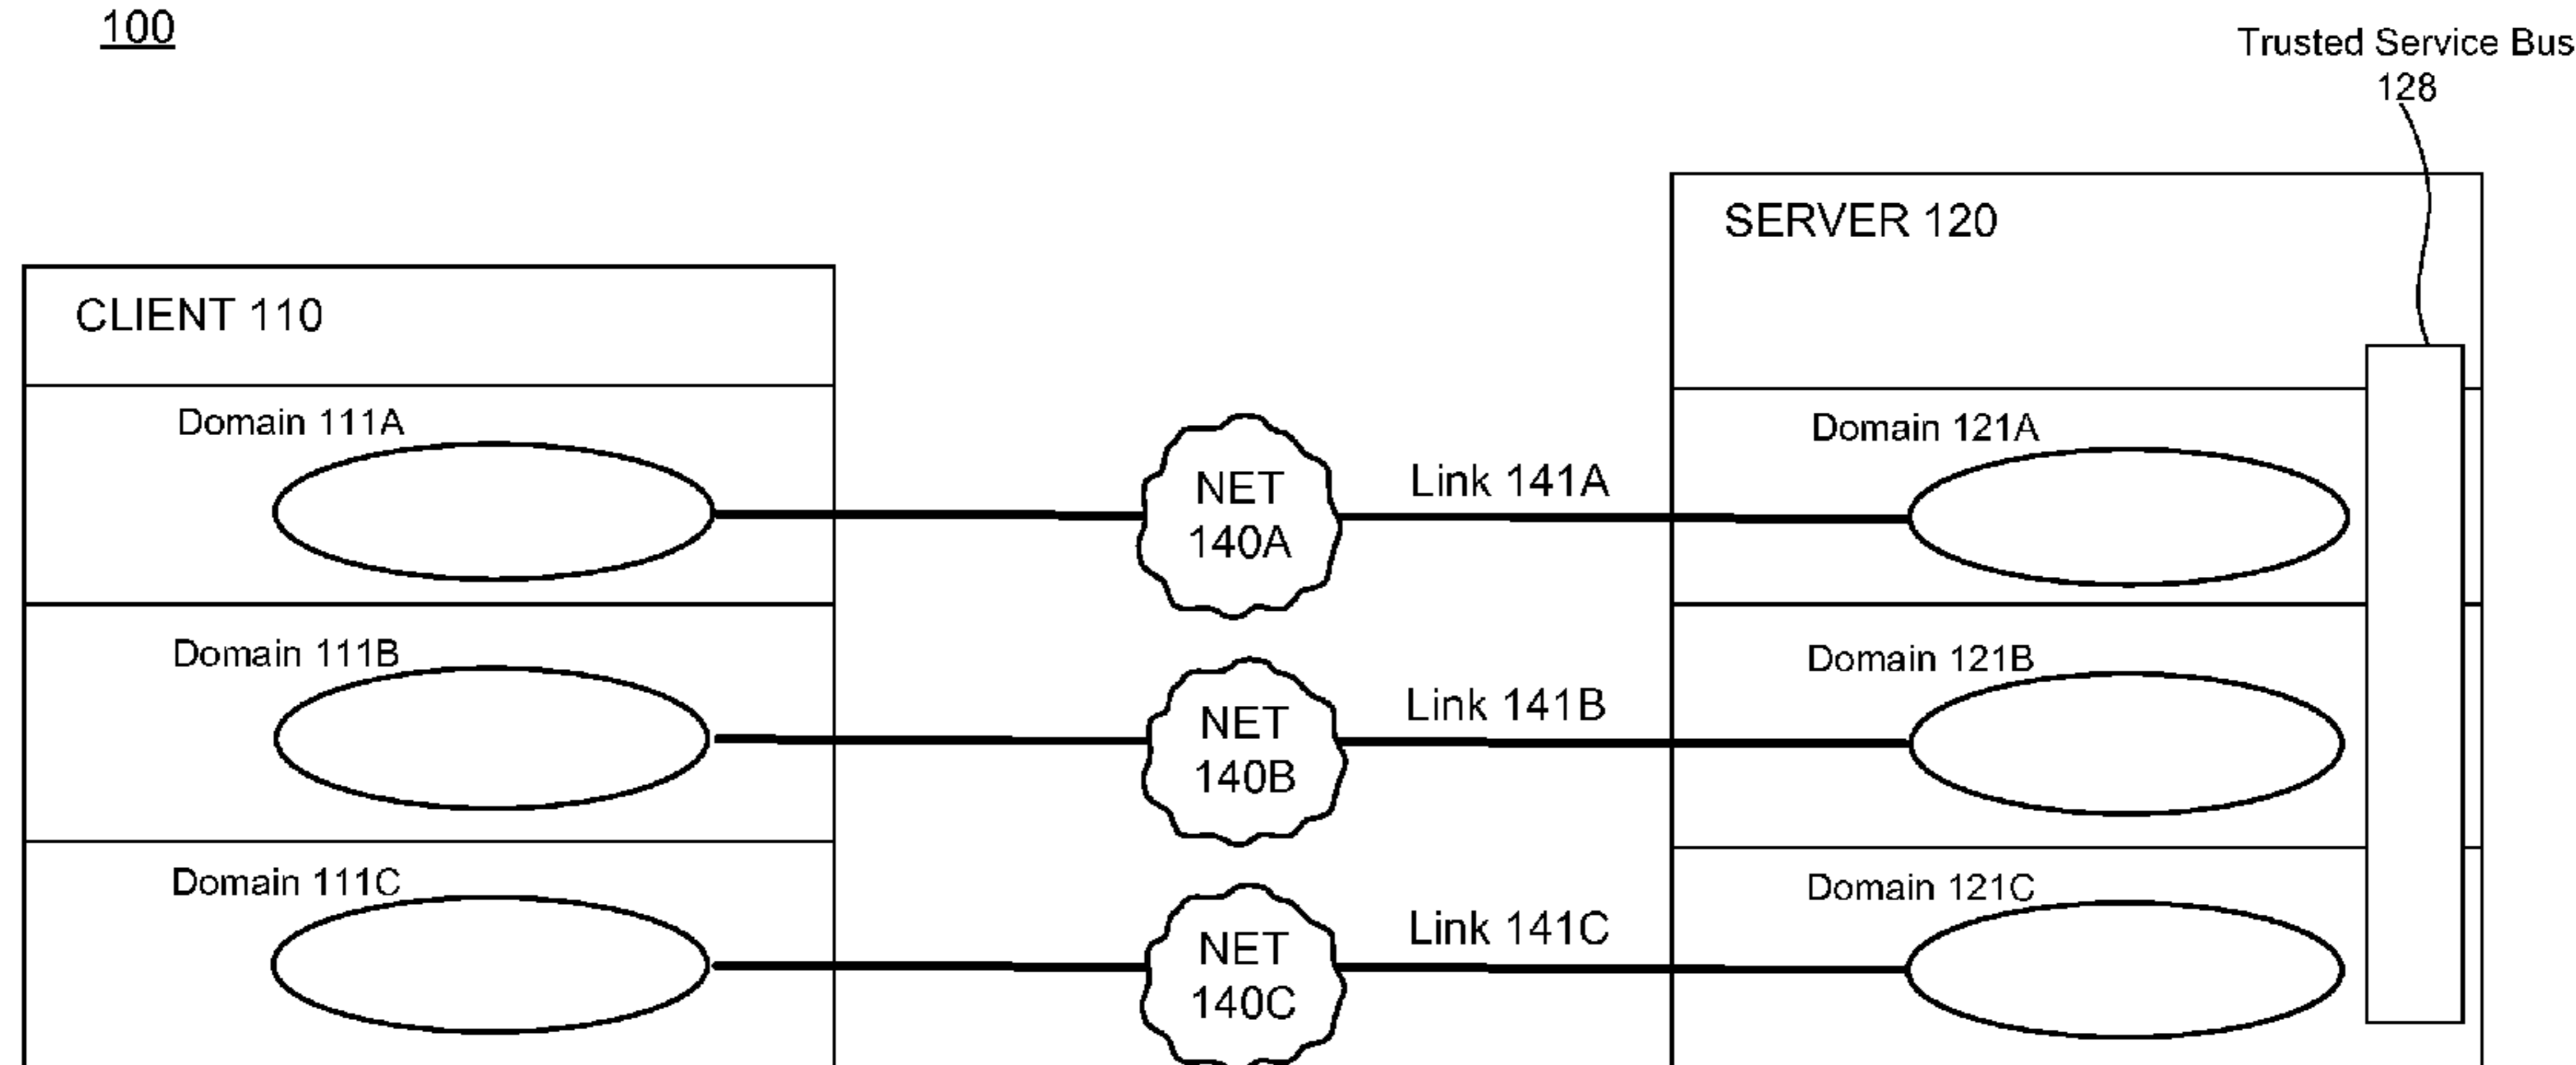 100
Trusted Service Bus
128
SERVER 120
CLIENT 110
Domain 111A
NET
140A
Link 141A
Domain 121A
Domain 111B
NET
140B
Link 141B
Domain 121B
Domain 111C
NET
140C
Link 141C
Domain 121C